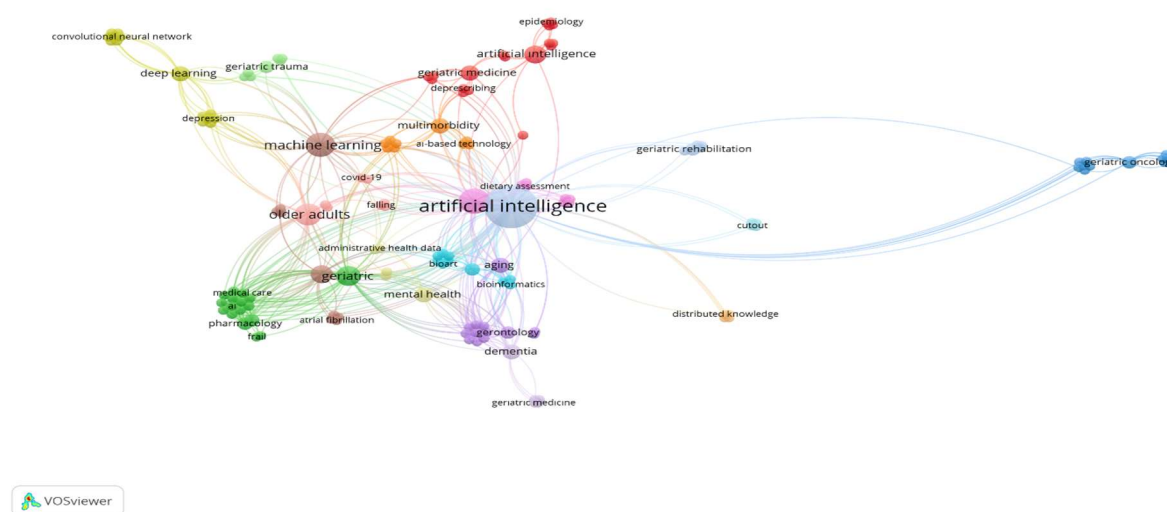 epidemiology
convolutional neural network
artificial intelligence
geriatric trauma
deep learning
geriatric medicine
deprescribing
depression
multimorbidity
machine learning
ai-based technology
geriatric rehabilitation
geriatric oncolog
covid-19
dietary assessment
falling
artificial intelligence
older adults
cutout
administrative health data
bioart
aging
geriatric
bioinformatics
medical care
mental health
ai
distributed knowledge
pharmacology
atrial fibrillation
gerontology
frail
dementia
geriatric medicine
VOSviewer